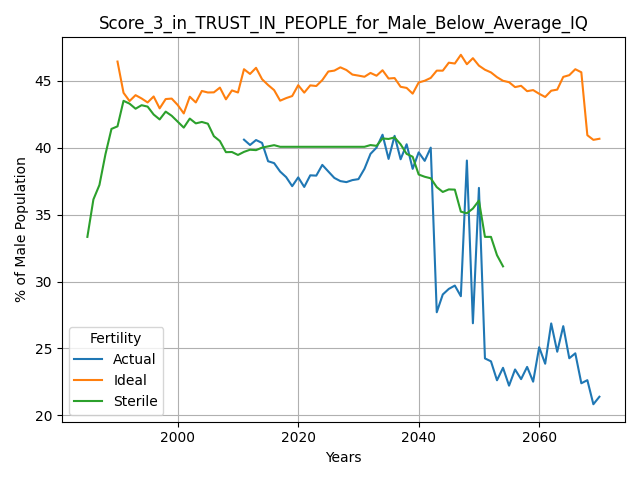 Score_3_in_TRUST_IN_PEOPLE_for_Male_Below_Average_IQ
% of Male Population
45
40
35
30
25
20
Fertility
Actual
Ideal
Sterile
2000
2020
2040
2060
Years